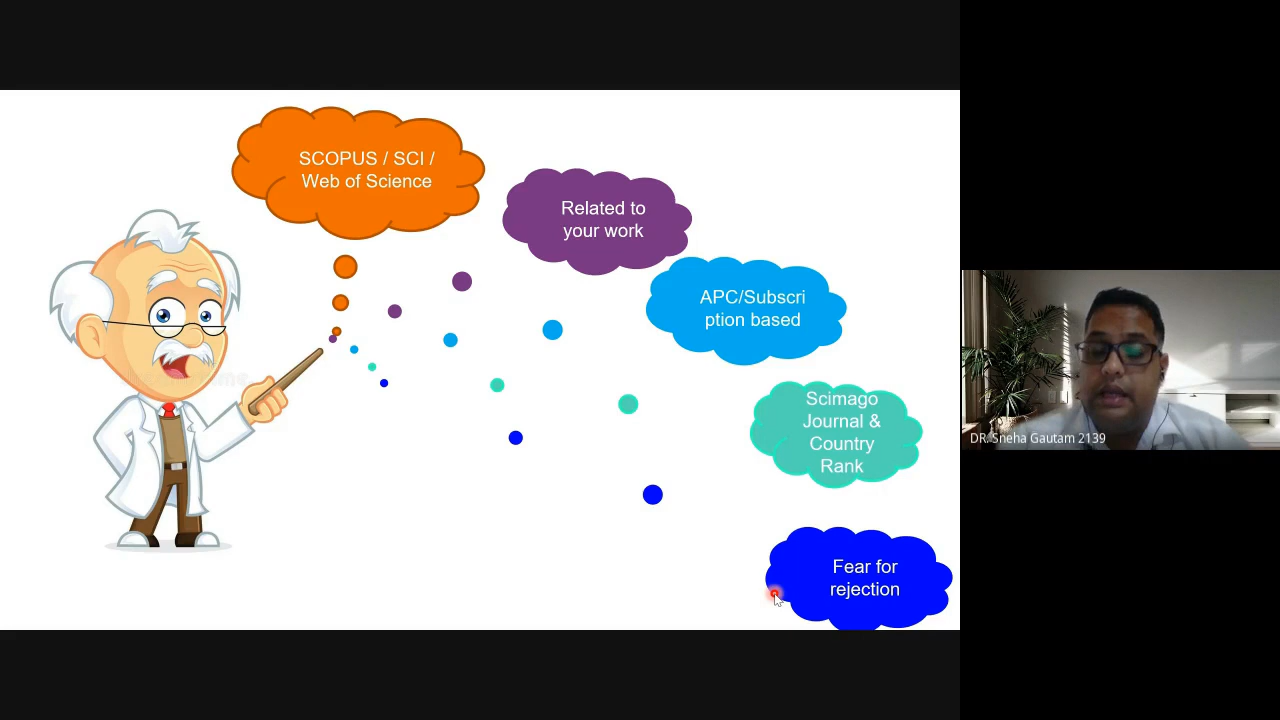 SCOPUS / SCI /
Web of Science
Related to
your work
APC/Subscri
ption based
Scimago
Journal &
Country
Rank
Fear for
rejection
DR. Sneha Gautam 2139